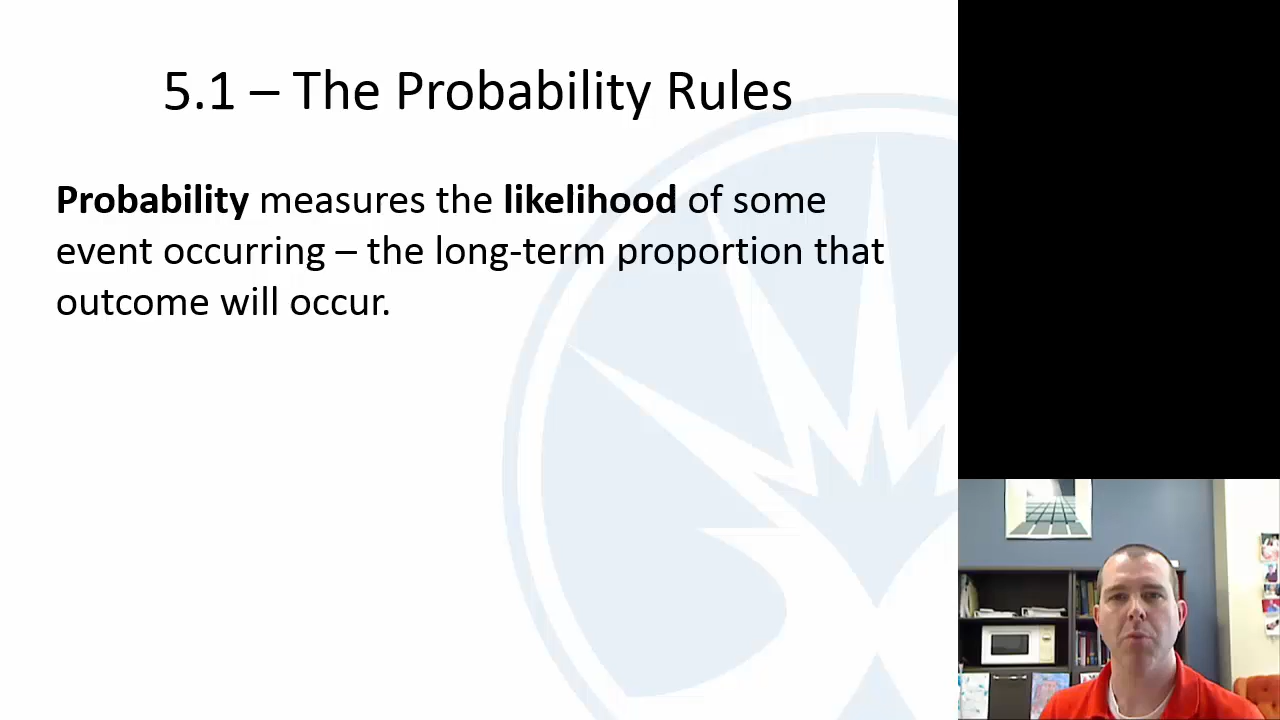 5.1 – The Probability Rules
Probability measures the likelihood of some
event occurring – the long-term proportion that
outcome will occur.